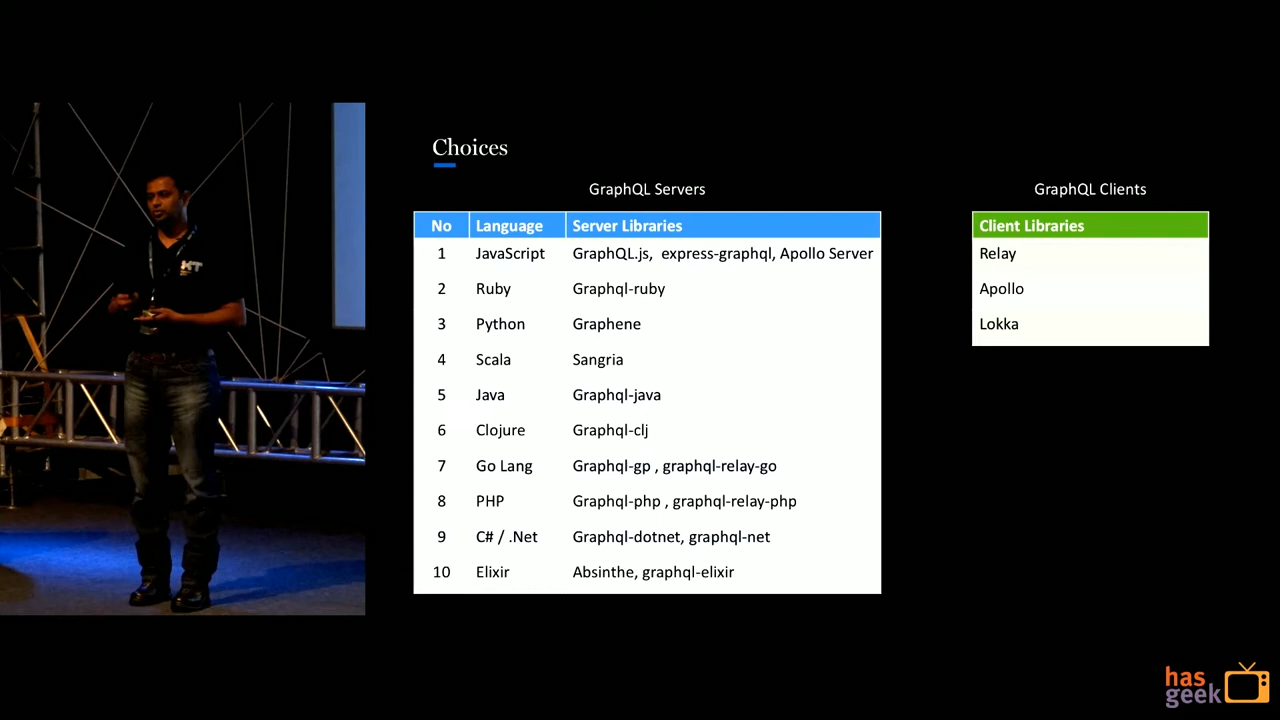 Choices
GraphQL Servers
No Language Server Libraries
1 JavaScript GraphQL.js, express-graphql, Apollo Server
2 Ruby Graphql-ruby
3 Python Graphene
4 Scala Sangria
5 Java Graphql-java
6 Clojure Graphql-clj
7 Go Lang Graphql-gp , graphql-relay-go
8 PHP Graphql-php , graphql-relay-php
9 C# / .Net Graphql-dotnet, graphql-net
10 Elixir Absinthe, graphql-elixir
GraphQL Clients
Client Libraries
Relay
Apollo
Lokka
has
geek